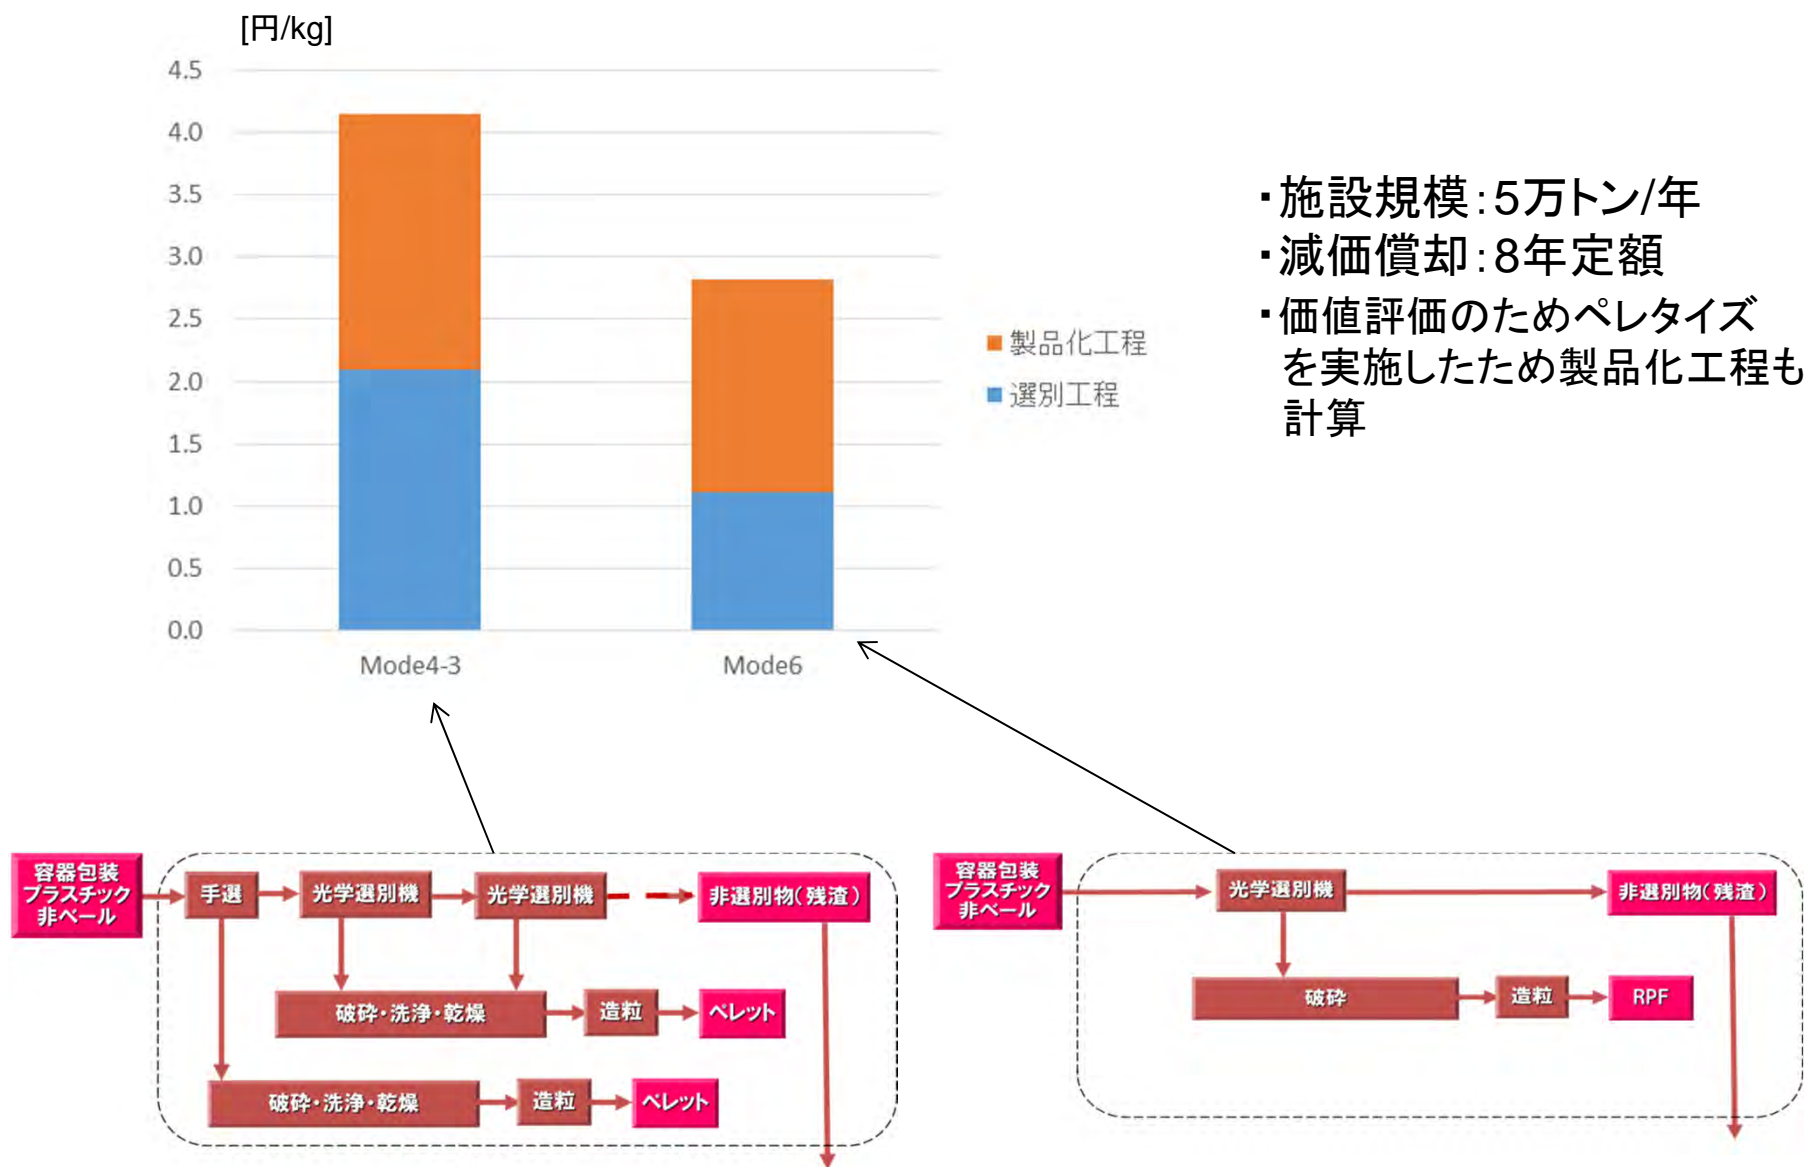 [円/kg]
4.5
4.0
3.5
3.0
2.5
2.0
1.5
1.0
0.5
0.0
Mode4-3
Mode6
製品化工程
選別工程
・施設規模：5万トン/年
・減価償却：8年定額
・価値評価のためペレタイズ
を実施したため製品化工程も
計算
容器包装
プラスチック
非ベール
手選
光学選別機
光学選別機
非選別物（残渣）
破砕・洗浄・乾燥
造粒
ペレット
破砕・洗浄・乾燥
造粒
ペレット
容器包装
プラスチック
非ベール
光学選別機
非選別物（残渣）
破砕
造粒
RPF